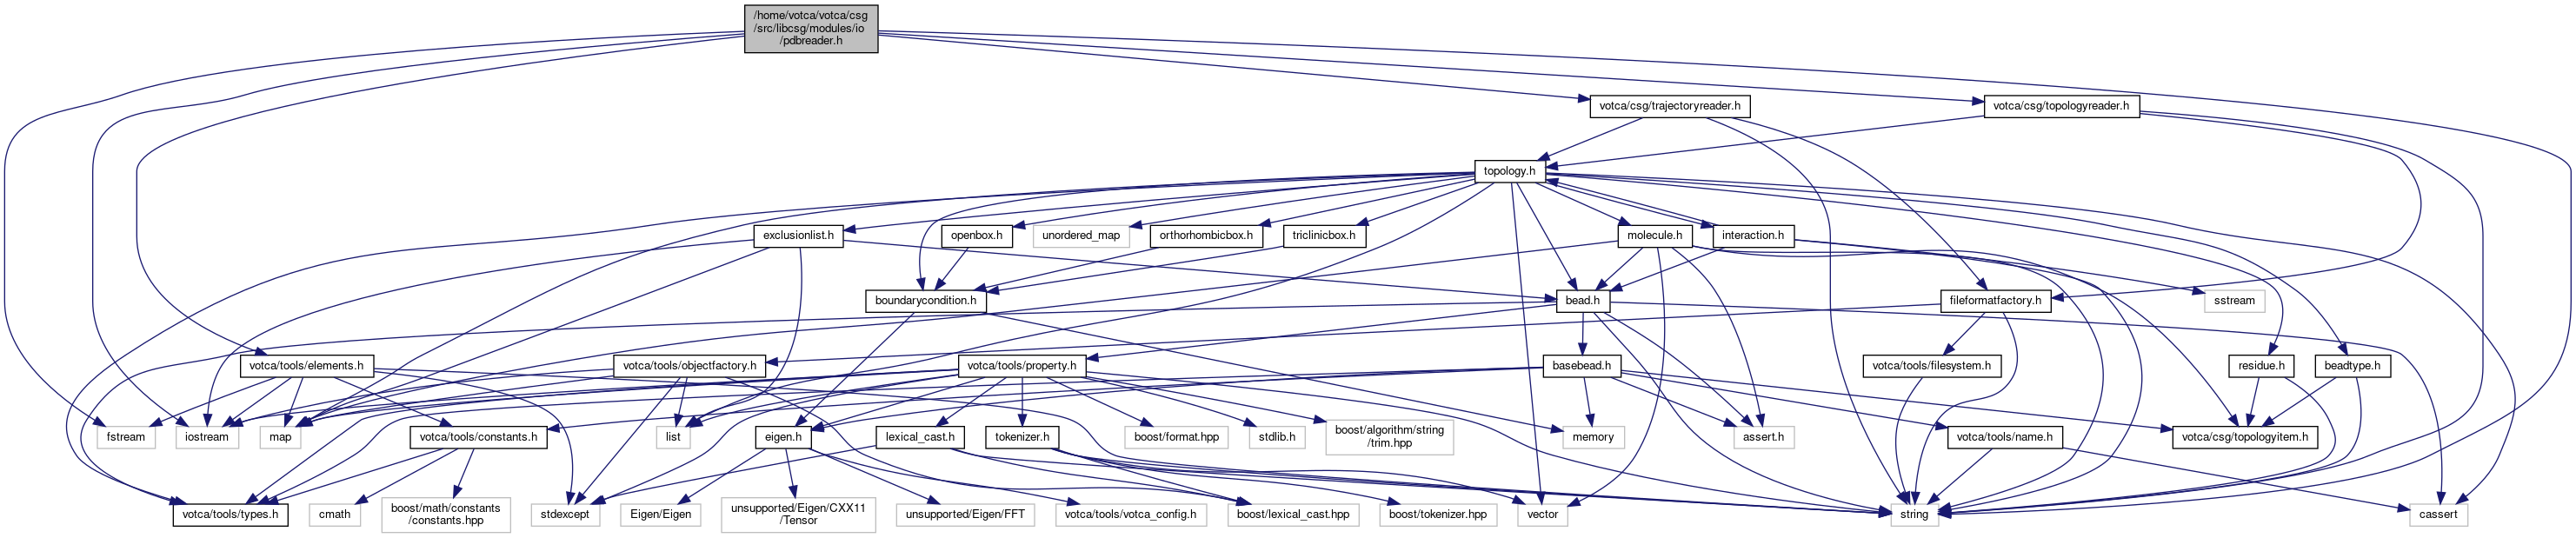 /home/votca/votca/csg
/src/libcsg/modules/io
/pdbreader.h
votca/csg/trajectoryreader.h
votca/csg/topologyreader.h
topology.h
exclusionlist.h
openbox.h
unordered_map
orthorhombicbox.h
triclinicbox.h
molecule.h
interaction.h
boundarycondition.h
bead.h
fileformatfactory.h
sstream
votca/tools/elements.h
votca/tools/objectfactory.h
votca/tools/property.h
basebead.h
votca/tools/filesystem.h
residue.h
beadtype.h
fstream
iostream
map
votca/tools/constants.h
list
eigen.h
lexical_cast.h
tokenizer.h
boost/format.hpp
stdlib.h
boost/algorithm/string
/trim.hpp
memory
assert.h
votca/tools/name.h
votca/csg/topologyitem.h
votca/tools/types.h
cmath
boost/math/constants
/constants.hpp
stdexcept
Eigen/Eigen
unsupported/Eigen/CXX11
/Tensor
unsupported/Eigen/FFT
votca/tools/votca_config.h
boost/lexical_cast.hpp
boost/tokenizer.hpp
vector
string
cassert